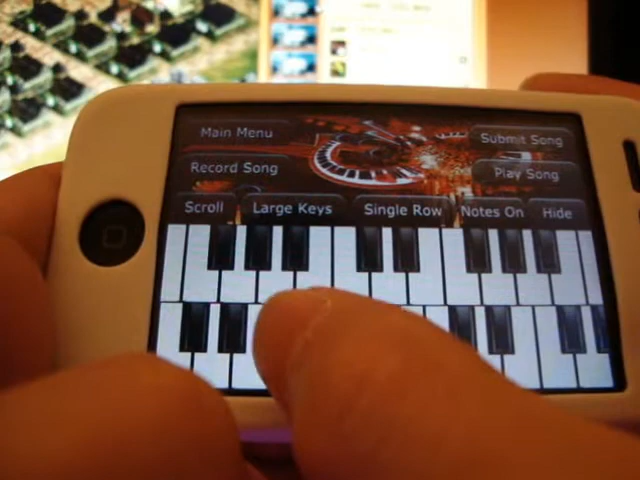 Main Menu
Submit Song
Record Song
Play Song
Scroll
Large Keys
Single Row
Notes On
Hide